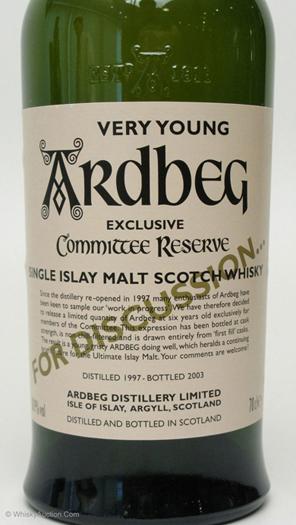 ESTD 1815
VERY YOUNG
ARDBEG
EXCLUSIVE
Committee Reserve
SINGLE ISLAY MALT SCOTCH WHISKY
FOR DISCUSSION...
Since the distillery re-opened in 1997 many enthusiasts of Ardbeg have
been keen to sample our 'work in progress'. We have therefore decided
to release a limited quantity of Ardbeg at six years old exclusively for
members of the Committee. This expression has been bottled at cask
strength, is non chill-filtered and is drawn entirely from 'first fill' casks.
The result is a young, feisty ARDBEG doing well, which heralds a continuing
future for the Ultimate Islay Malt. Your comments are welcome!
DISTILLED 1997 - BOTTLED 2003
ARDBEG DISTILLERY LIMITED
ISLE OF ISLAY, ARGYLL, SCOTLAND
%vol 70cl
DISTILLED AND BOTTLED IN SCOTLAND
© WhiskyAuction.Com